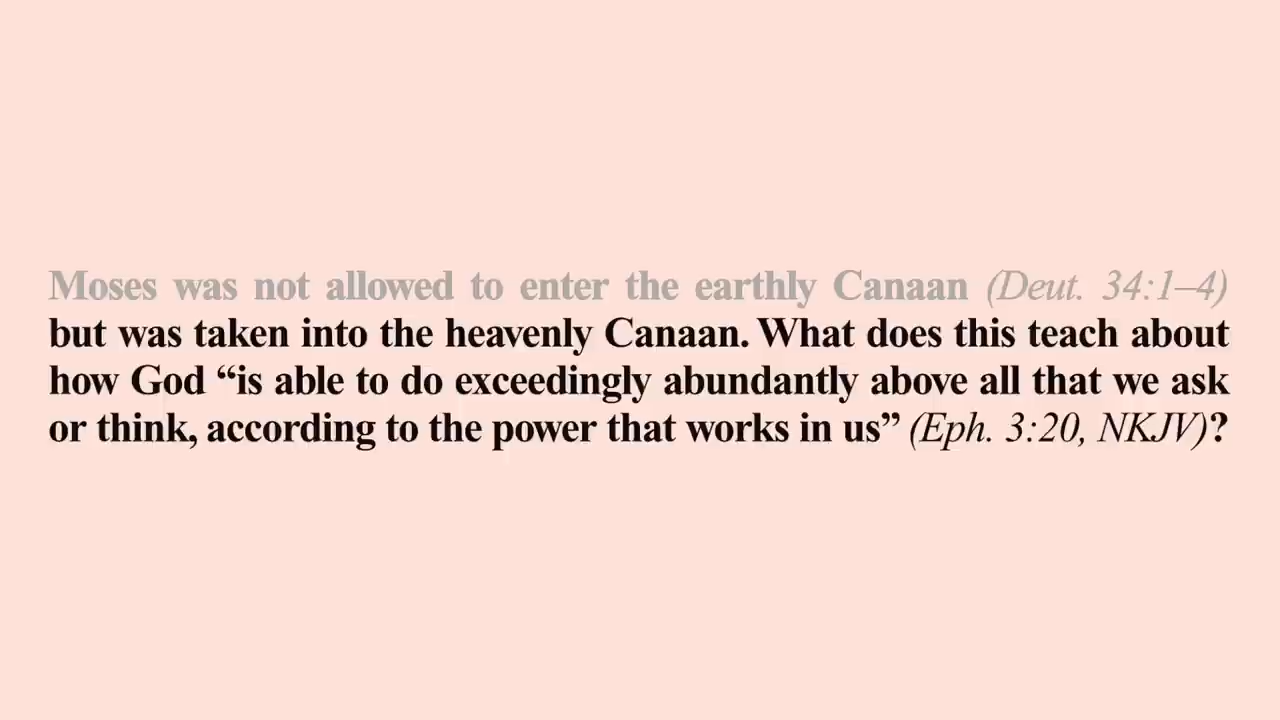 Moses was not allowed to enter the earthly Canaan (Deut. 34:1–4)
but was taken into the heavenly Canaan. What does this teach about
how God “is able to do exceedingly abundantly above all that we ask
or think, according to the power that works in us” (Eph. 3:20, NKJV)?